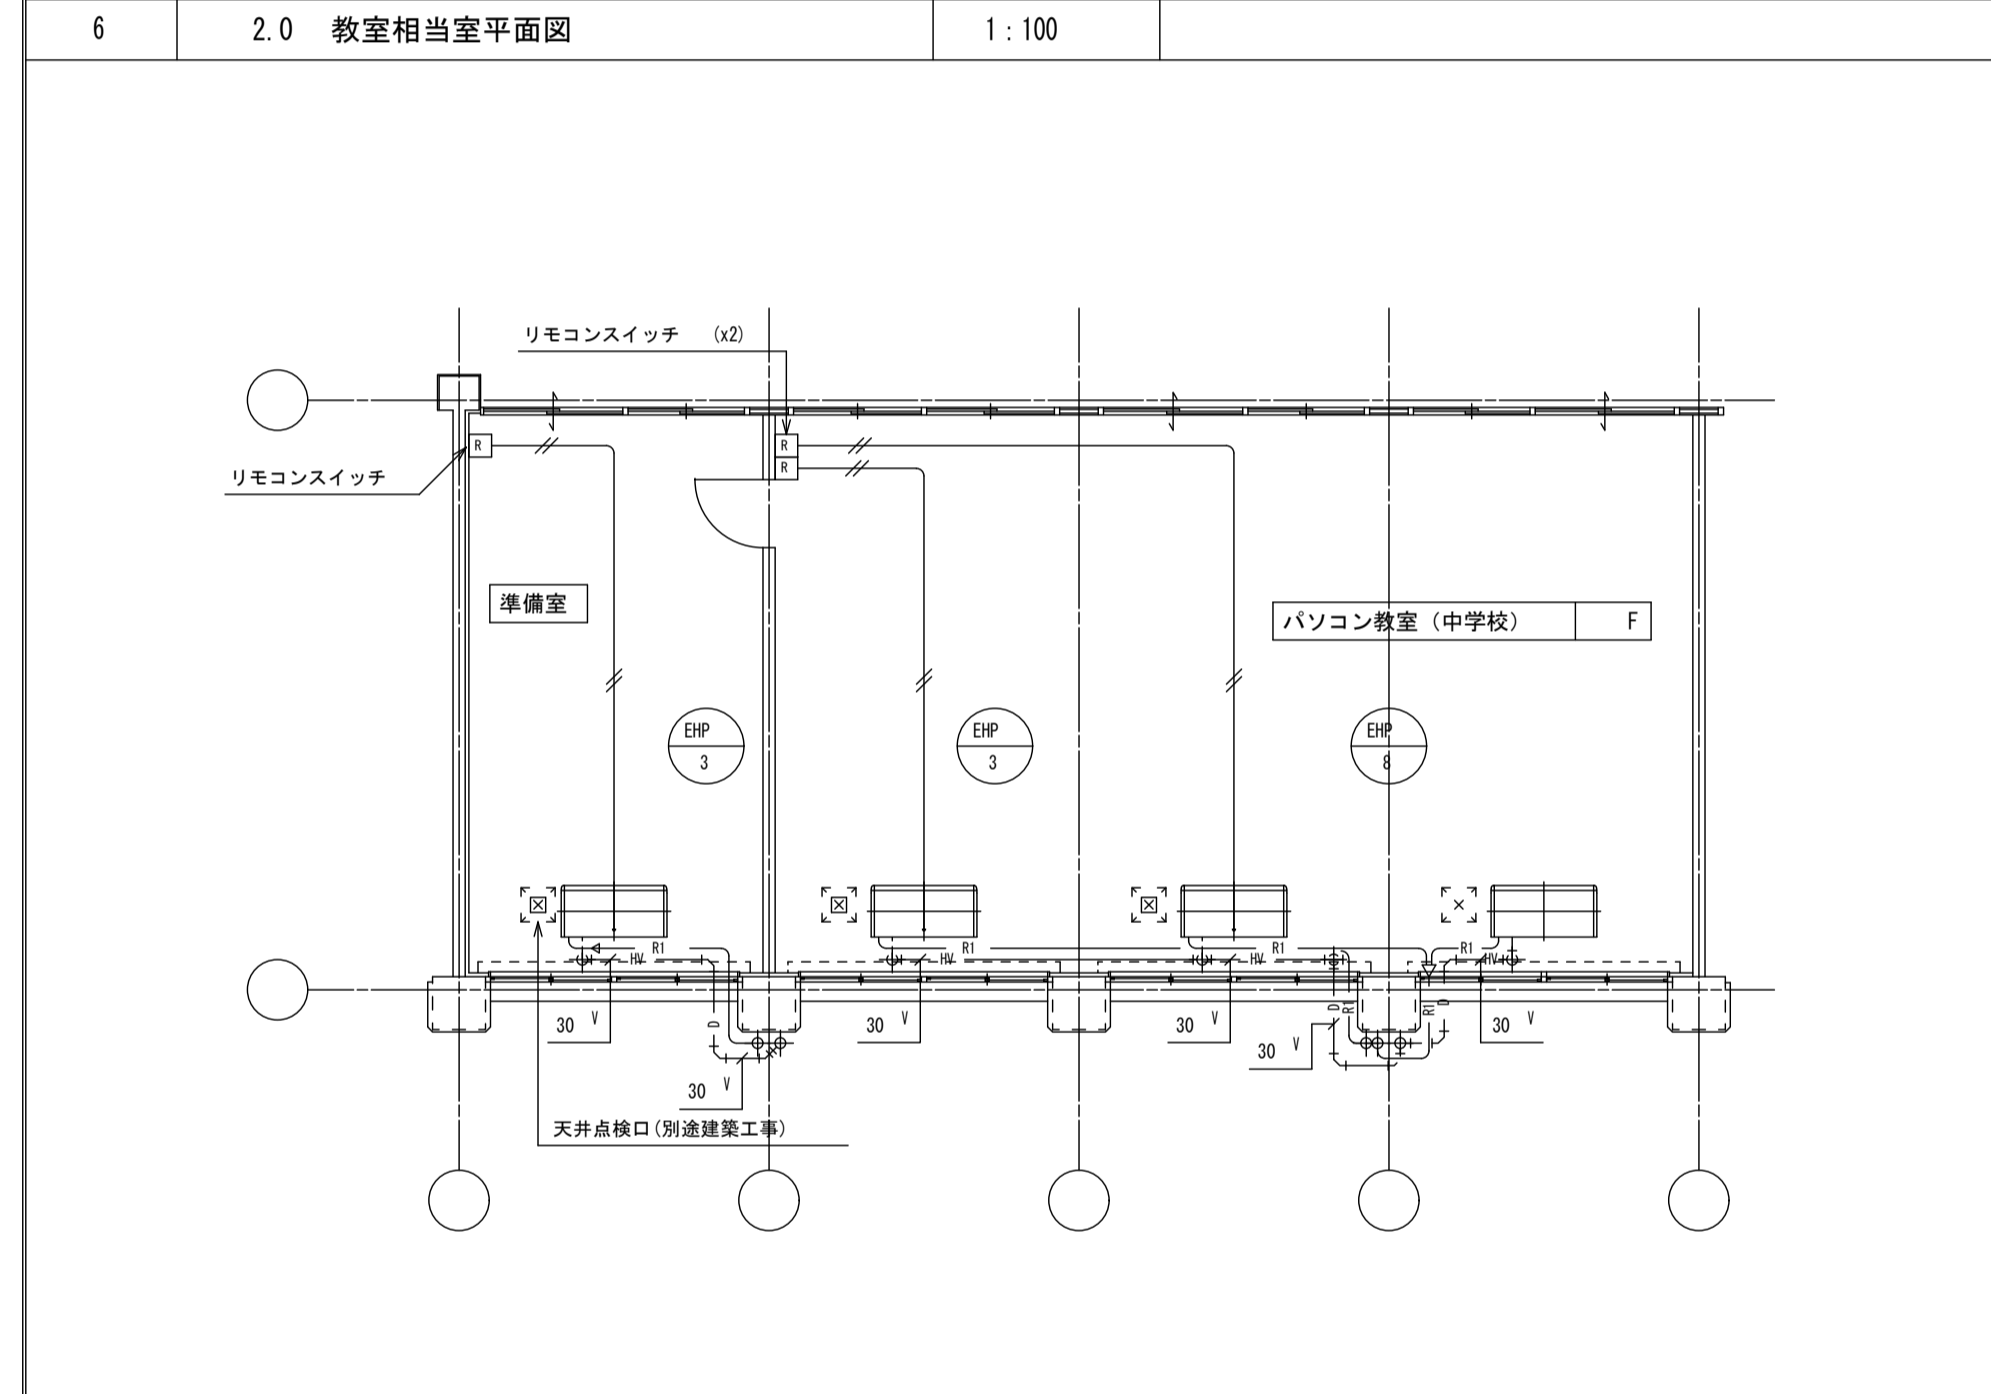 6 2.0 教室相当室平面図 1:100
リモコンスイッチ (x2)
R R
リモコンスイッチ
R
準備室
パソコン教室（中学校） F
EHP EHP EHP
3 3 8
R1 R1 R1 R1
HV HV HV HV
D D R1 R1 D
30 V 30 V 30 V 30 V
30 V
30 V
天井点検口(別途建築工事)